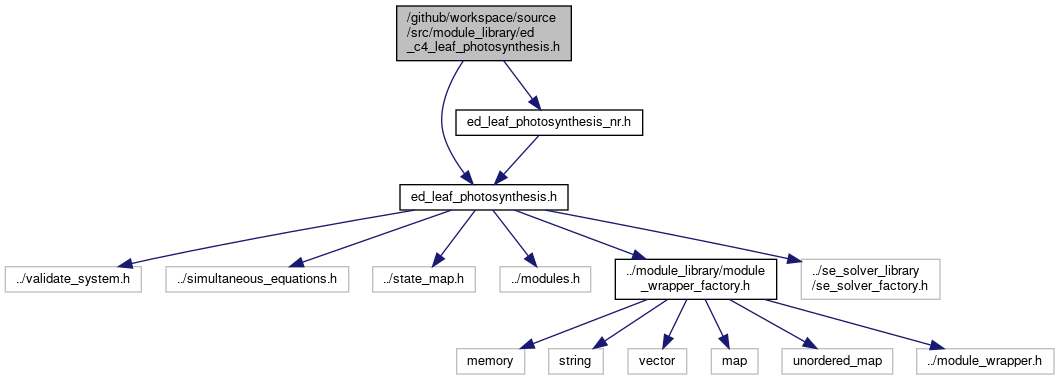 /github/workspace/source
/src/module_library/ed
_c4_leaf_photosynthesis.h
ed_leaf_photosynthesis_nr.h
ed_leaf_photosynthesis.h
../validate_system.h
../simultaneous_equations.h
../state_map.h
../modules.h
../module_library/module
_wrapper_factory.h
../se_solver_library
/se_solver_factory.h
memory
string
vector
map
unordered_map
../module_wrapper.h